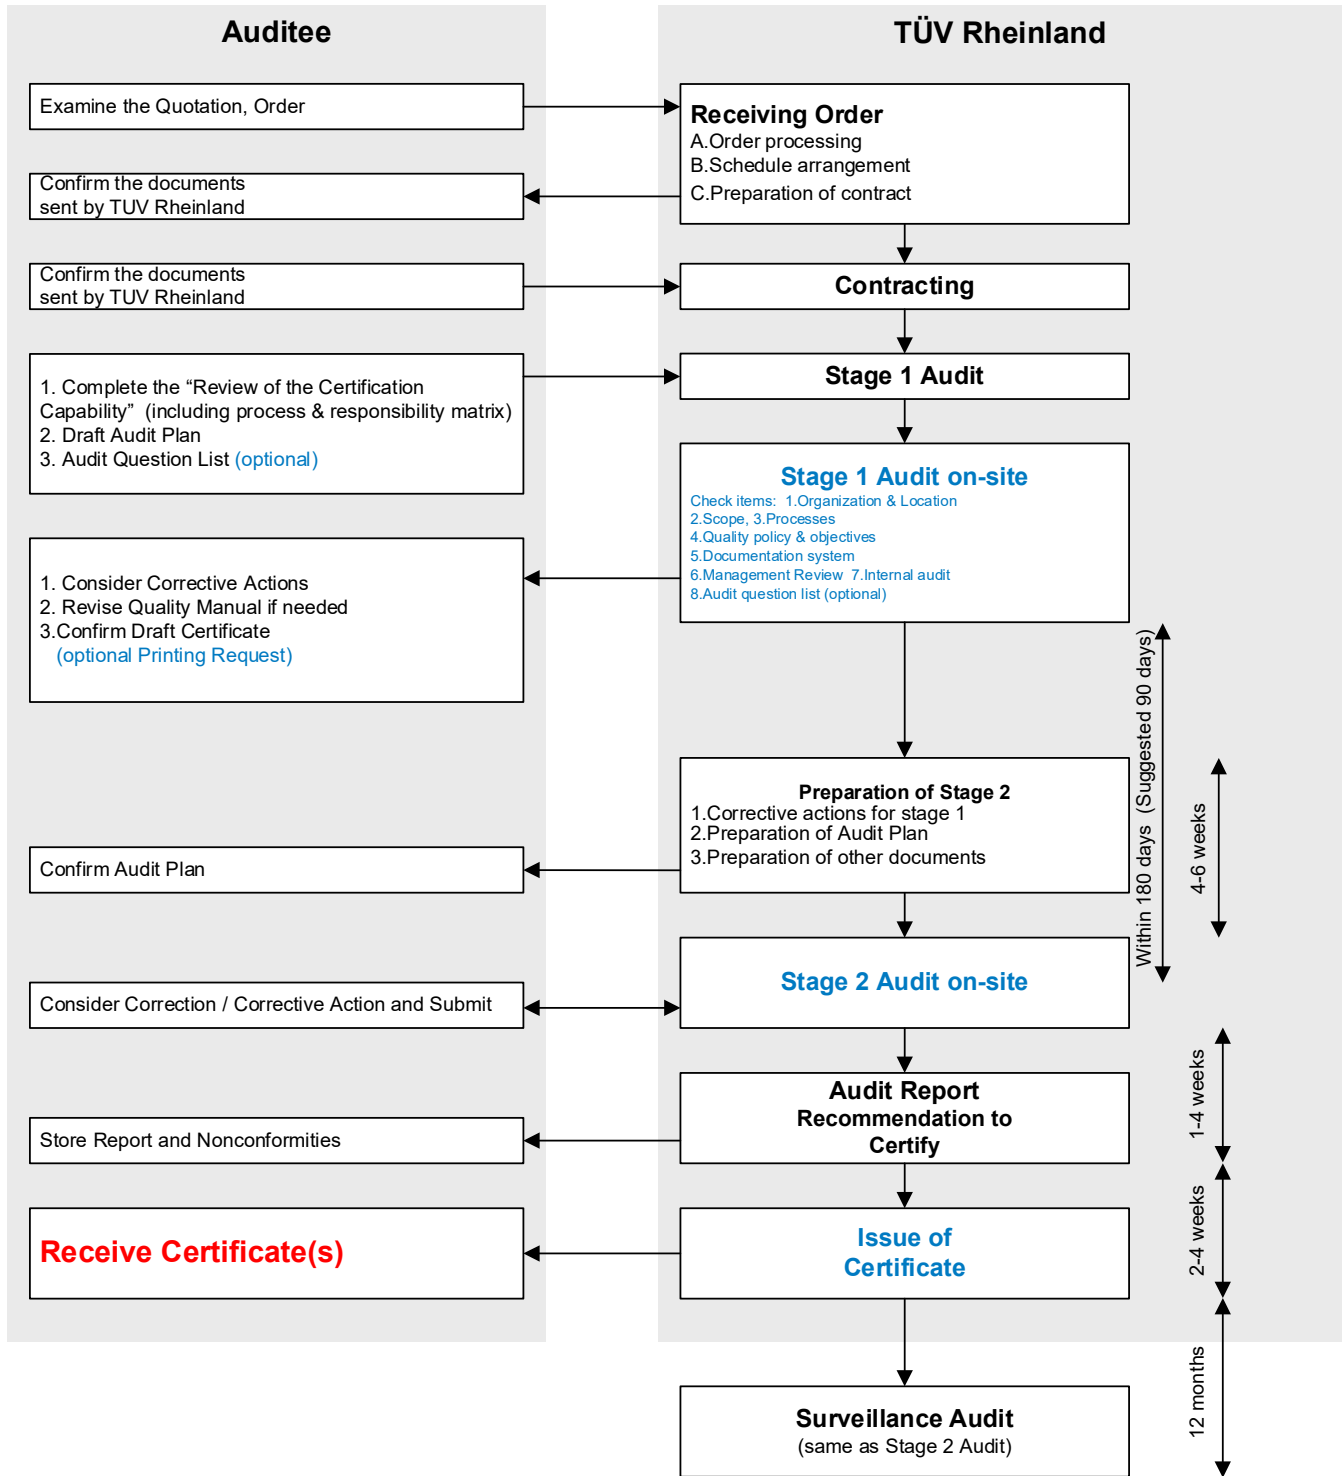 Auditee
TÜV Rheinland
Examine the Quotation, Order
Receiving Order
A.Order processing
B.Schedule arrangement
C.Preparation of contract
Confirm the documents
sent by TUV Rheinland
Confirm the documents
sent by TUV Rheinland
Contracting
1. Complete the “Review of the Certification
Capability”  (including process & responsibility matrix)
2. Draft Audit Plan
3. Audit Question List (optional)
Stage 1 Audit
Stage 1 Audit on-site
Check items:  1.Organization & Location
2.Scope, 3.Processes
4.Quality policy & objectives
5.Documentation system
6.Management Review  7.Internal audit
8.Audit question list (optional)
1. Consider Corrective Actions
2. Revise Quality Manual if needed
3.Confirm Draft Certificate
(optional Printing Request)
Within 180 days  (Suggested 90 days)
Preparation of Stage 2
1.Corrective actions for stage 1
2.Preparation of Audit Plan
3.Preparation of other documents
4-6 weeks
Confirm Audit Plan
Stage 2 Audit on-site
Consider Correction / Corrective Action and Submit
Audit Report
Recommendation to
Certify
1-4 weeks
Store Report and Nonconformities
Receive Certificate(s)
Issue of
Certificate
2-4 weeks
Surveillance Audit
(same as Stage 2 Audit)
12 months